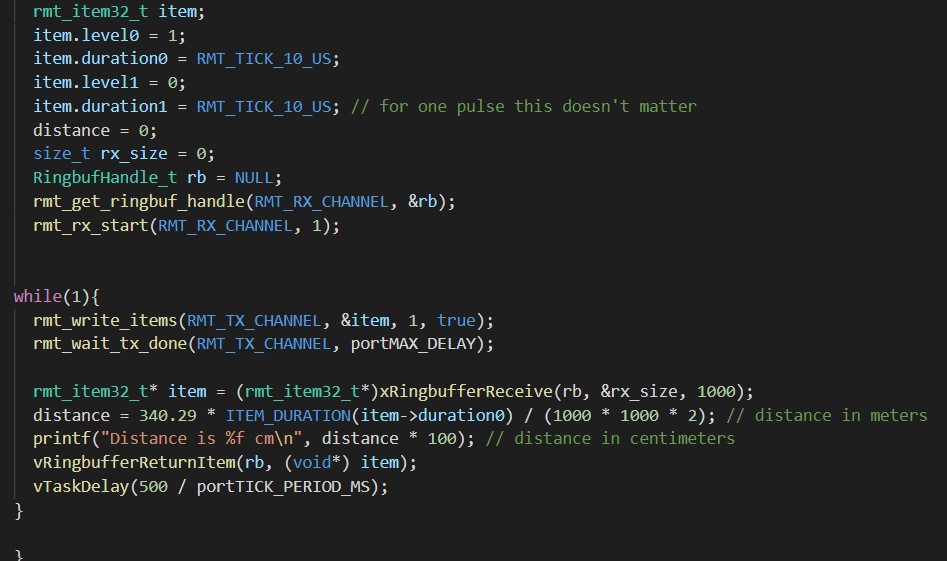 rmt_item32_t item;
item.level0 = 1;
item.duration0 = RMT_TICK_10_US;
item.level1 = 0;
item.duration1 = RMT_TICK_10_US; // for one pulse this doesn't matter
distance = 0;
size_t rx_size = 0;
RingbufHandle_t rb = NULL;
rmt_get_ringbuf_handle(RMT_RX_CHANNEL, &rb);
rmt_rx_start(RMT_RX_CHANNEL, 1);
while(1){
rmt_write_items(RMT_TX_CHANNEL, &item, 1, true);
rmt_wait_tx_done(RMT_TX_CHANNEL, portMAX_DELAY);
rmt_item32_t* item = (rmt_item32_t*)xRingbufferReceive(rb, &rx_size, 1000);
distance = 340.29 * ITEM_DURATION(item->duration0) / (1000 * 1000 * 2); // distance in meters
printf("Distance is %f cm\n", distance * 100); // distance in centimeters
vRingbufferReturnItem(rb, (void*) item);
vTaskDelay(500 / portTICK_PERIOD_MS);
}
}